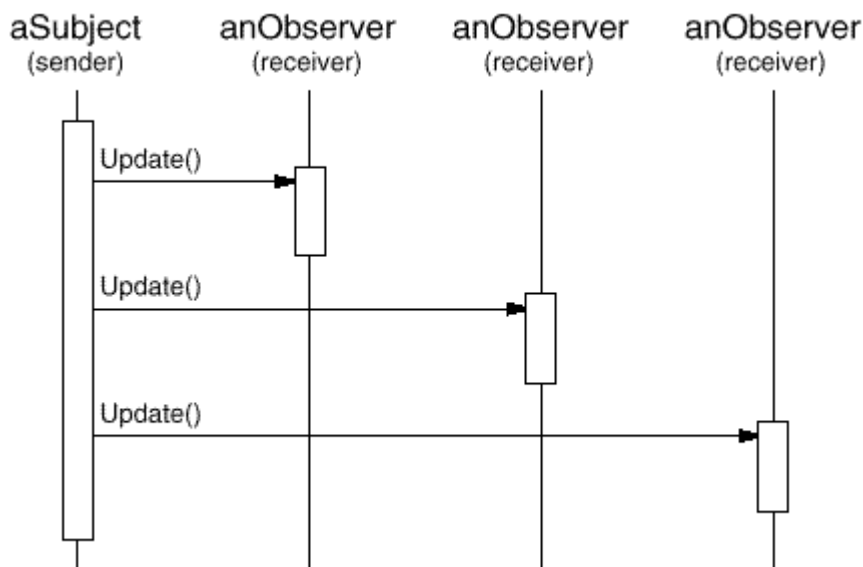 aSubject
(sender)
anObserver
(receiver)
anObserver
(receiver)
anObserver
(receiver)
Update()
Update()
Update()